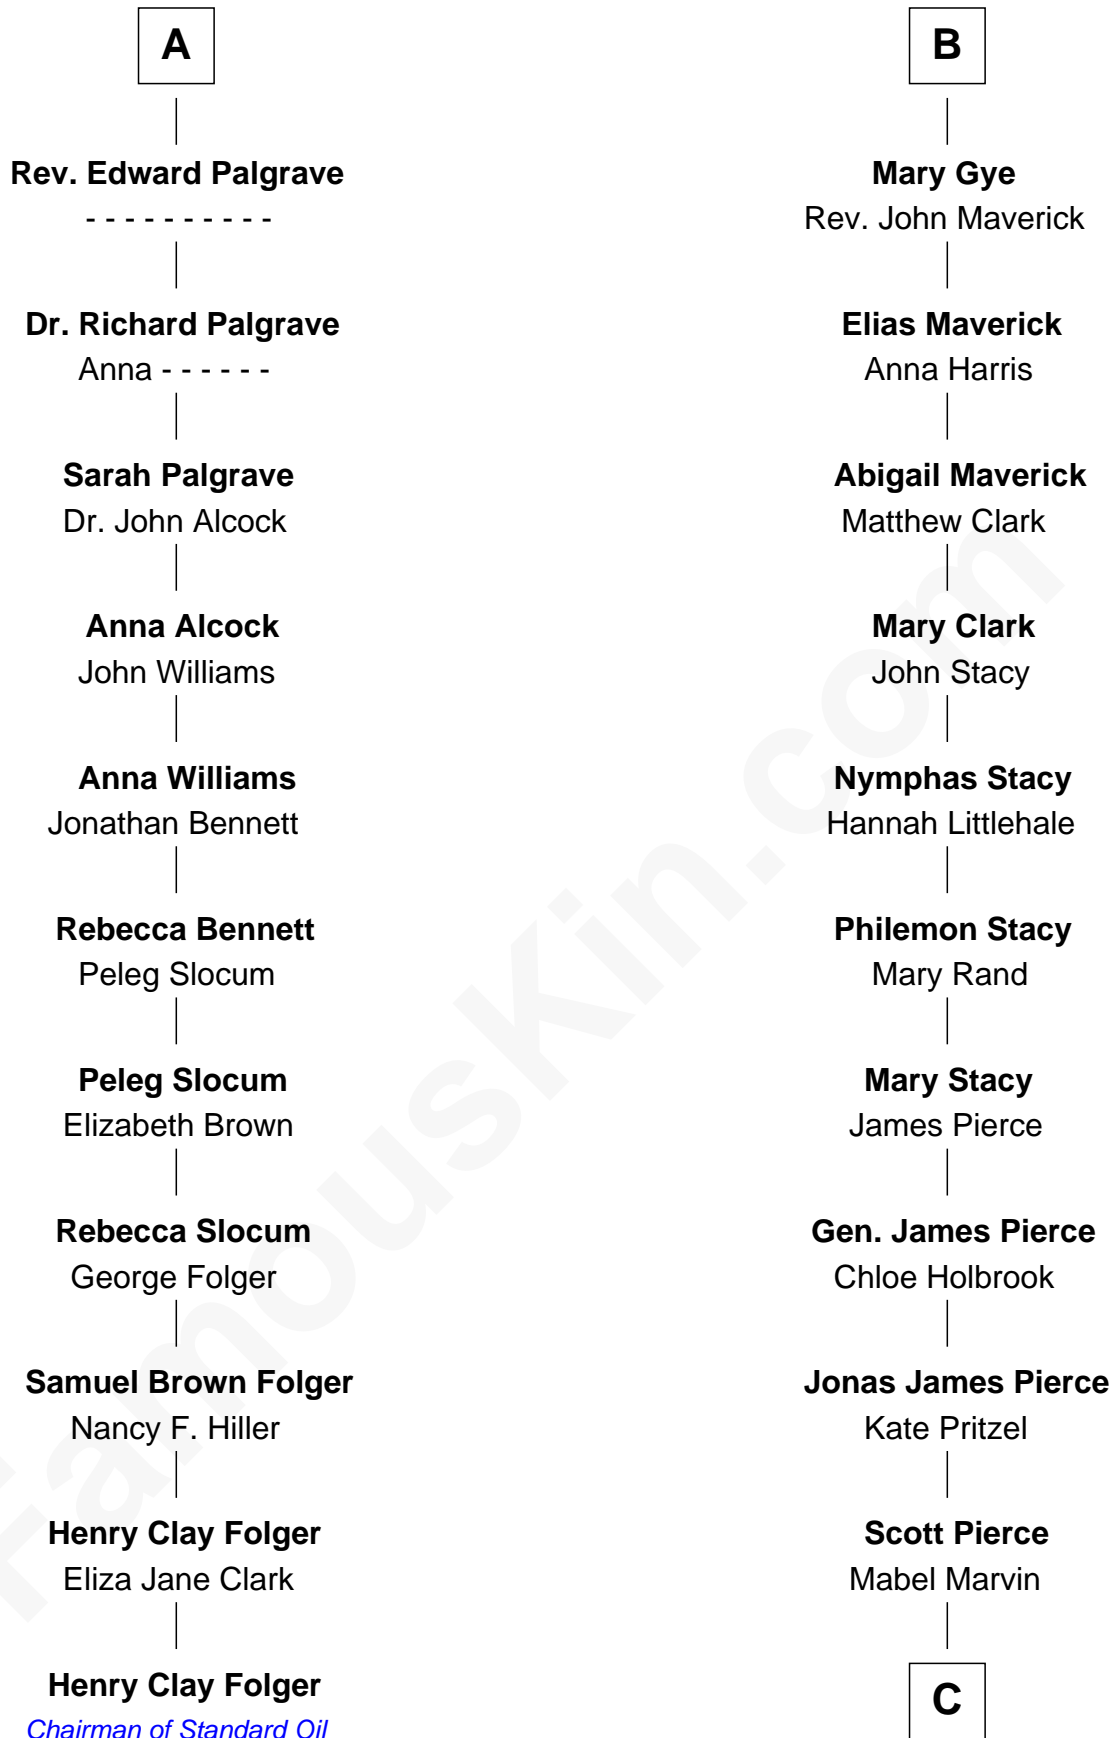 A
Rev. Edward Palgrave
- - - - - - - - - -
Dr. Richard Palgrave
Anna - - - - - -
Sarah Palgrave
Dr. John Alcock
Anna Alcock
John Williams
Anna Williams
Jonathan Bennett
Rebecca Bennett
Peleg Slocum
Peleg Slocum
Elizabeth Brown
Rebecca Slocum
George Folger
Samuel Brown Folger
Nancy F. Hiller
Henry Clay Folger
Eliza Jane Clark
Henry Clay Folger
Chairman of Standard Oil
B
Mary Gye
Rev. John Maverick
Elias Maverick
Anna Harris
Abigail Maverick
Matthew Clark
Mary Clark
John Stacy
Nymphas Stacy
Hannah Littlehale
Philemon Stacy
Mary Rand
Mary Stacy
James Pierce
Gen. James Pierce
Chloe Holbrook
Jonas James Pierce
Kate Pritzel
Scott Pierce
Mabel Marvin
C
FamousKin.com